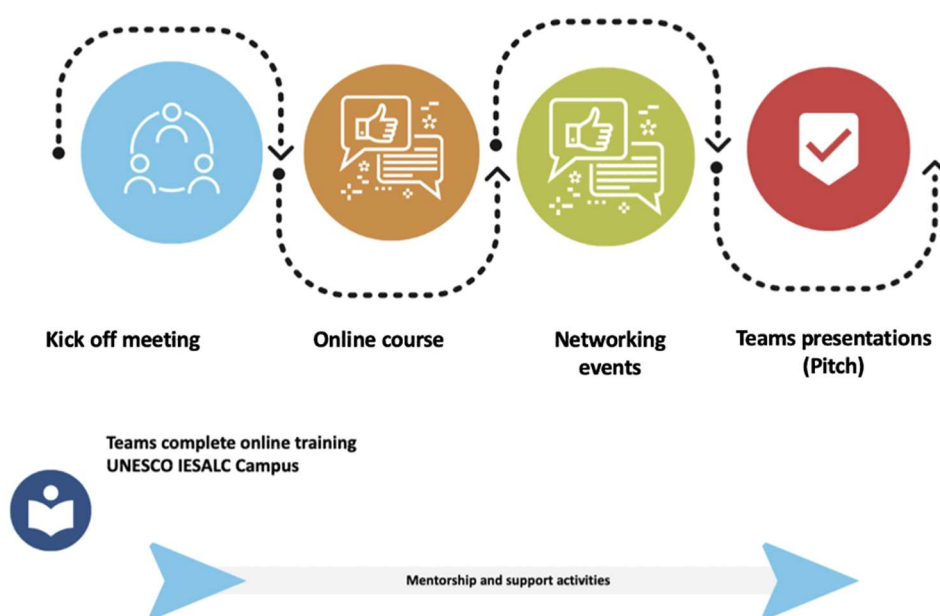 Kick off meeting
Online course
Networking
events
Teams presentations
(Pitch)
Teams complete online training
UNESCO IESALC Campus
Mentorship and support activities